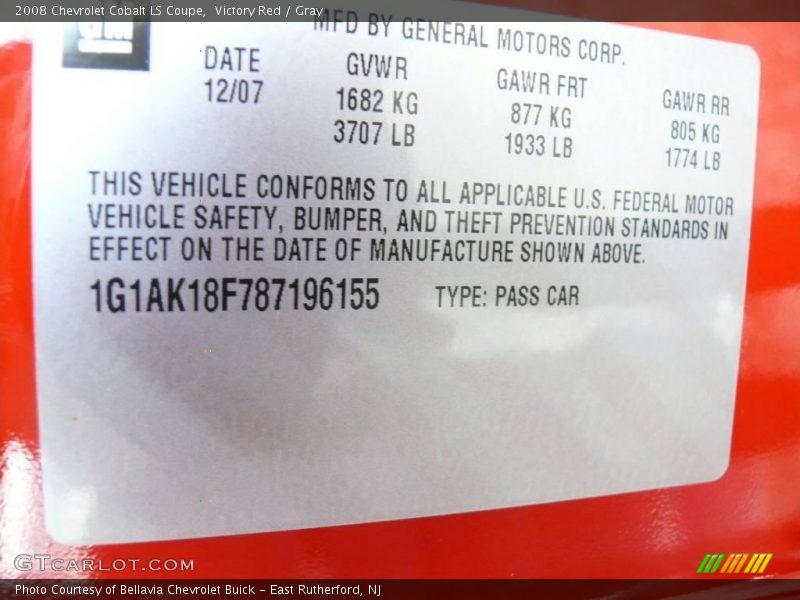 2008 Chevrolet Cobalt LS Coupe, Victory Red / Gray
GM
MFD BY GENERAL MOTORS CORP.
DATE GVWR GAWR FRT GAWR RR
12/07 1682 KG 877 KG 805 KG
3707 LB 1933 LB 1774 LB
THIS VEHICLE CONFORMS TO ALL APPLICABLE U.S. FEDERAL MOTOR
VEHICLE SAFETY, BUMPER, AND THEFT PREVENTION STANDARDS IN
EFFECT ON THE DATE OF MANUFACTURE SHOWN ABOVE.
1G1AK18F787196155 TYPE: PASS CAR
GTCARLOT.COM
Photo Courtesy of Bellavia Chevrolet Buick - East Rutherford, NJ